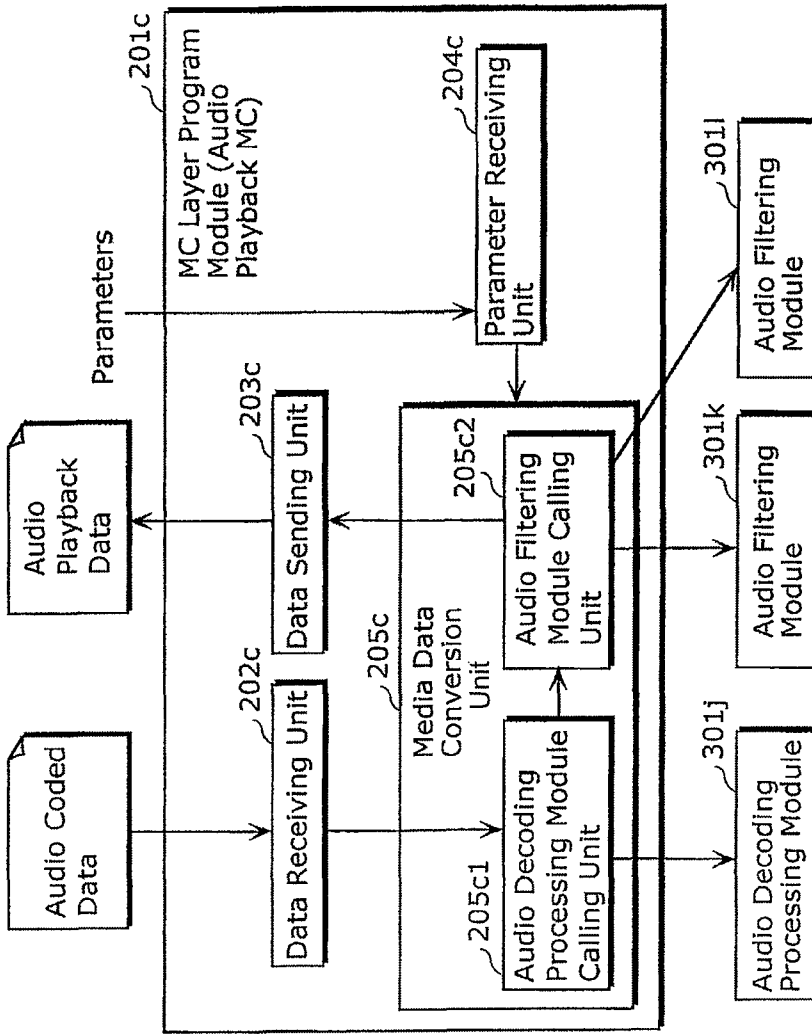 Audio Coded
Data
Audio
Playback
Data
Parameters
201c
MC Layer Program
Module (Audio
Playback MC)
202c
Data Receiving Unit
203c
Data Sending Unit
204c
Parameter Receiving
Unit
205c
Media Data
Conversion
Unit
205c1
Audio Decoding
Processing Module
Calling Unit
205c2
Audio Filtering
Module Calling
Unit
301j
Audio Decoding
Processing Module
301k
Audio Filtering
Module
301l
Audio Filtering
Module